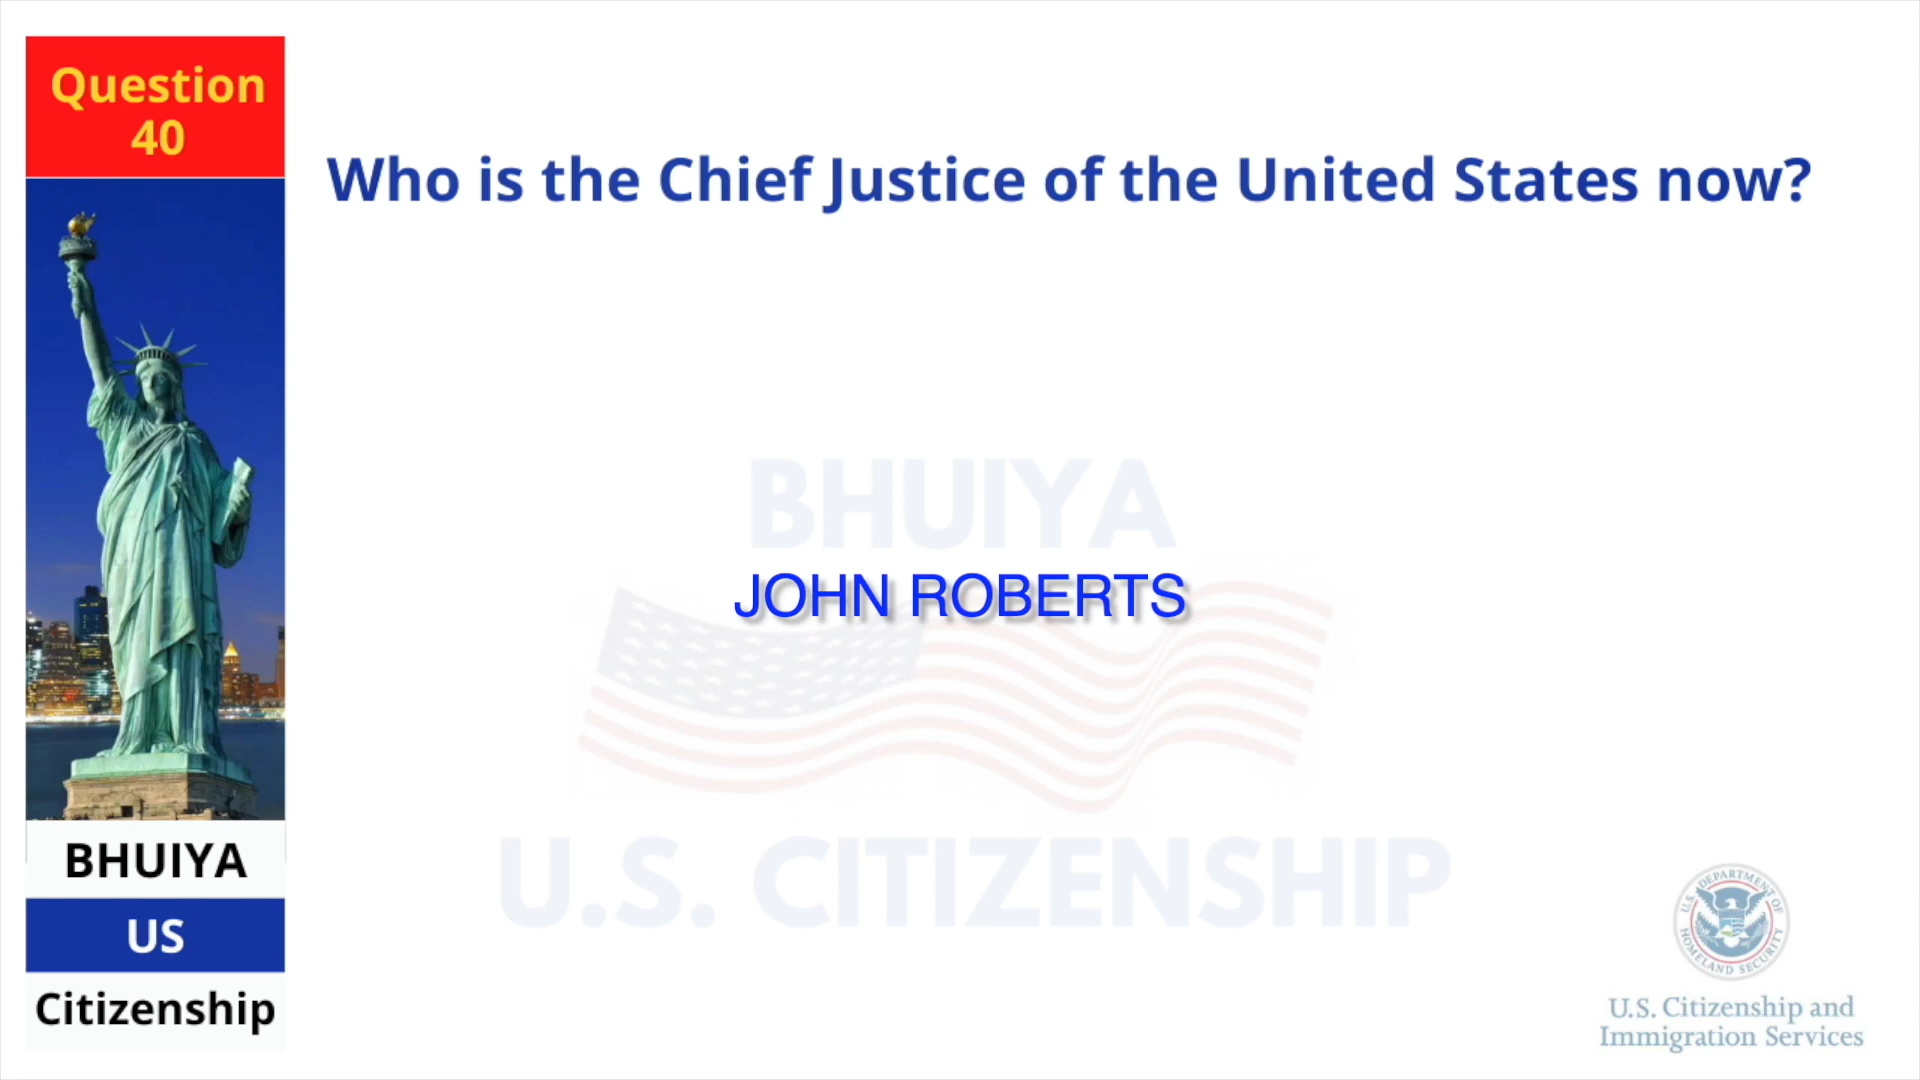 Question
40
Who is the Chief Justice of the United States now?
BHUIYA
JOHN ROBERTS
U.S. CITIZENSHIP
BHUIYA
US
Citizenship
U.S. DEPARTMENT OF
HOMELAND SECURITY
U.S. Citizenship and
Immigration Services